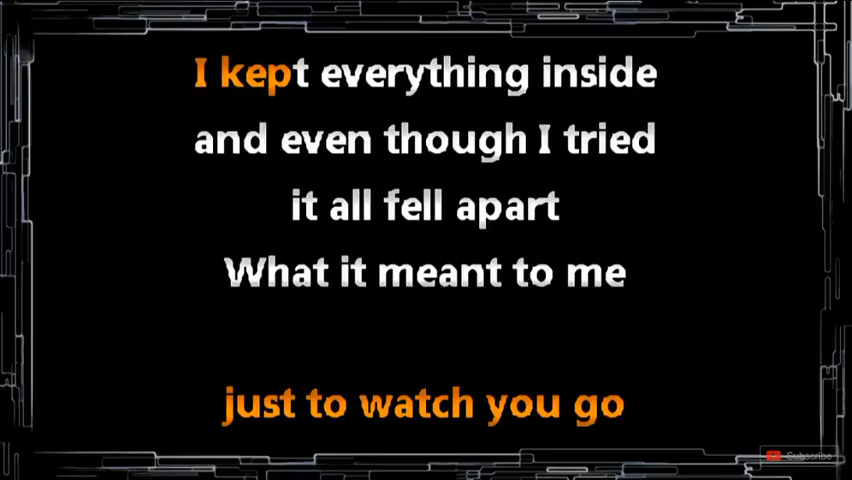 I kept everything inside
and even though I tried
it all fell apart
What it meant to me
just to watch you go
Subscribe